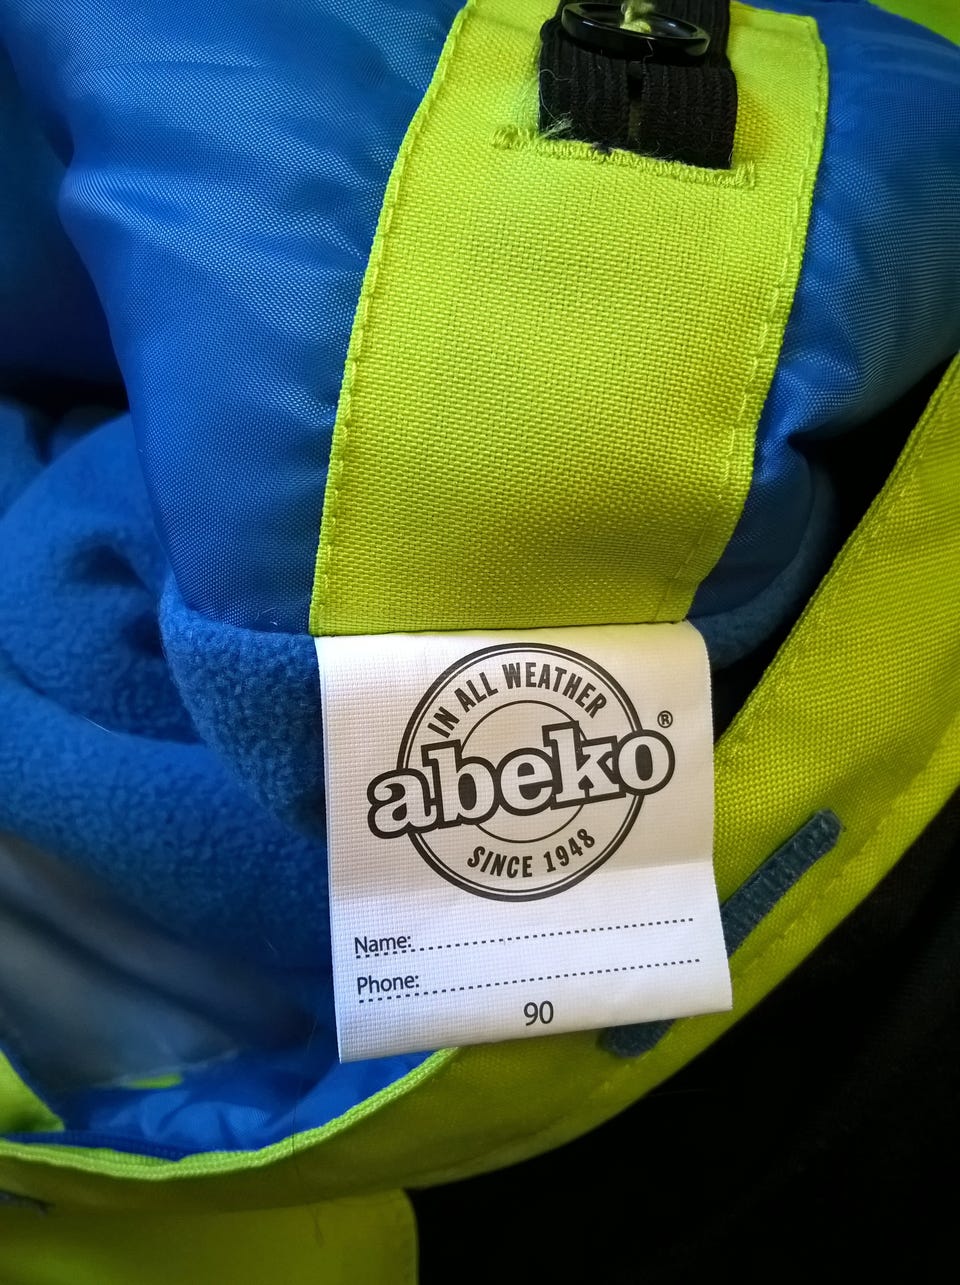 IN ALL WEATHER
abeko®
SINCE 1948
Name:
Phone:
90